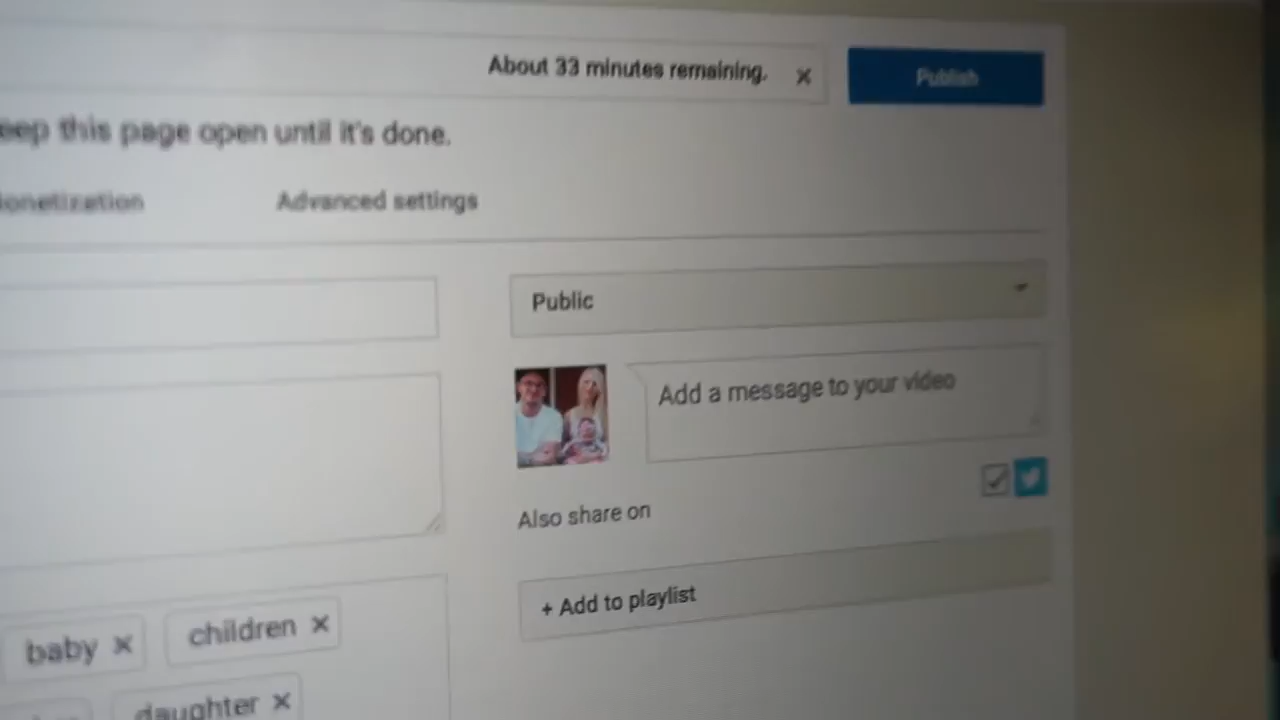 About 33 minutes remaining. ×
Publish
eep this page open until it's done.
onetization
Advanced settings
Public
Add a message to your video
Also share on
+ Add to playlist
baby ×
children ×
daughter ×